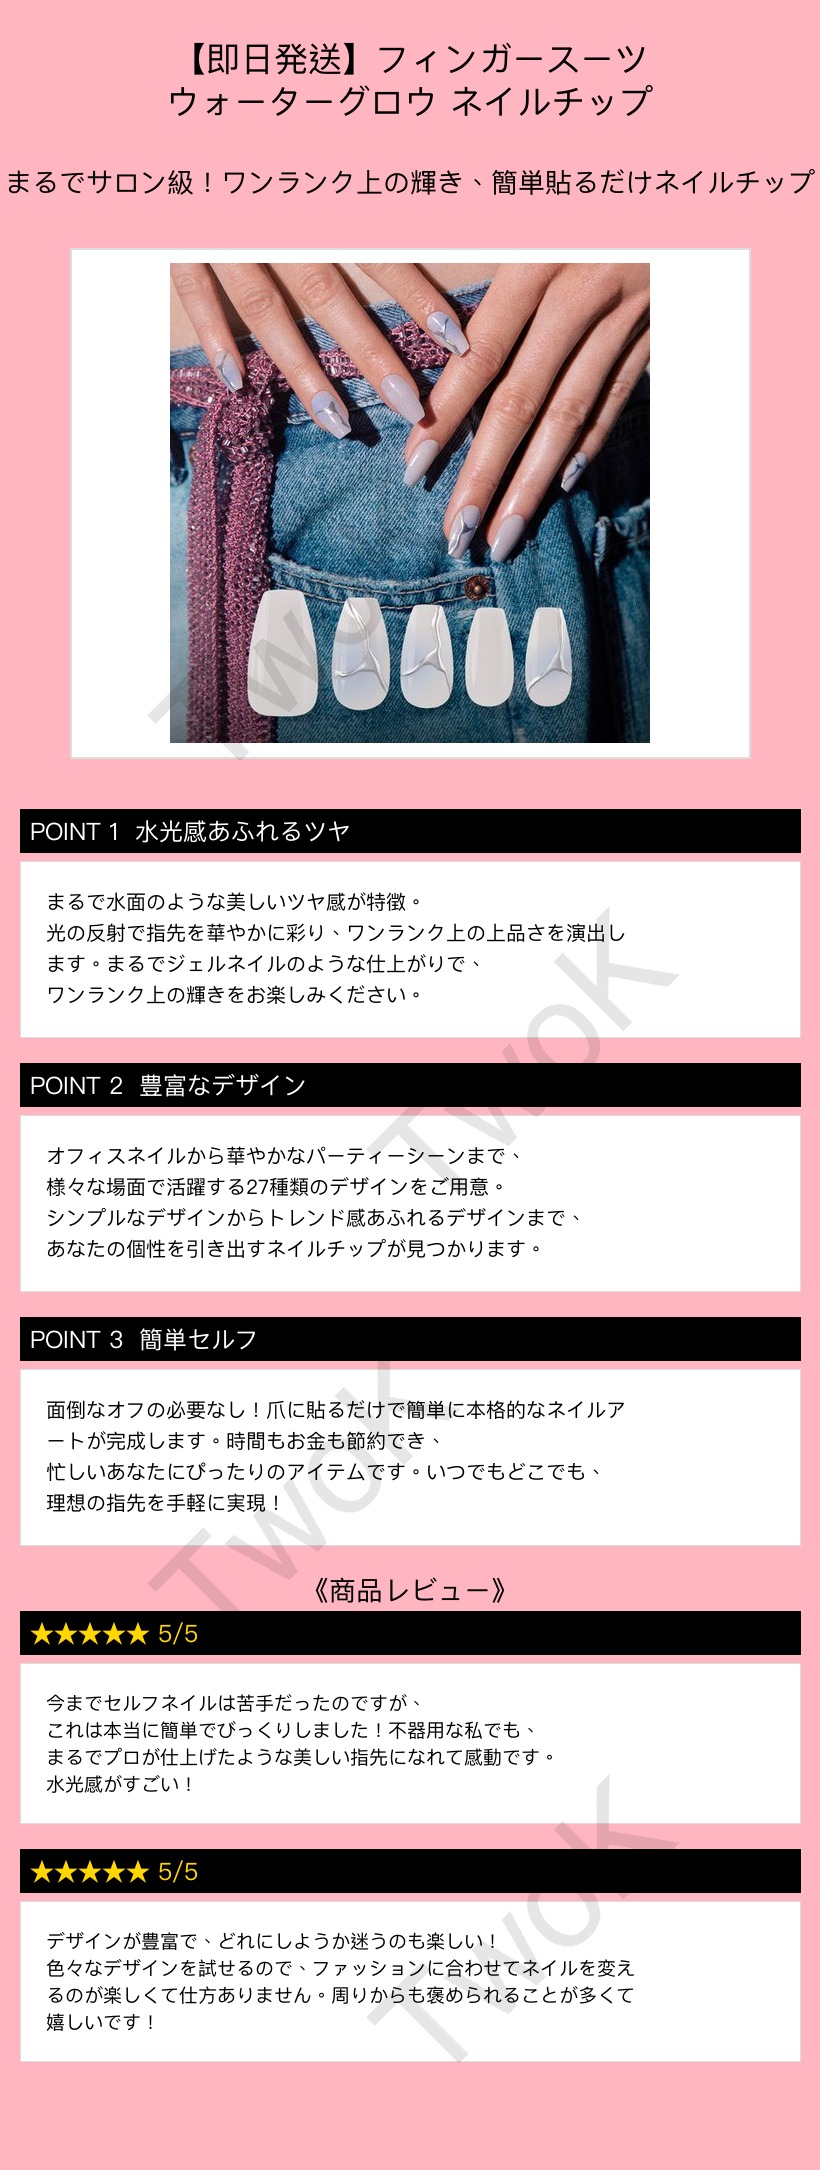 【即日発送】フィンガースーツ
ウォーターグロウ ネイルチップ
まるでサロン級！ワンランク上の輝き、簡単貼るだけネイルチップ
TwoK
POINT 1 水光感あふれるツヤ
まるで水面のような美しいツヤ感が特徴。
光の反射で指先を華やかに彩り、ワンランク上の上品さを演出し
ます。まるでジェルネイルのような仕上がりで、
ワンランク上の輝きをお楽しみください。
TwoK
POINT 2 豊富なデザイン
オフィスネイルから華やかなパーティーシーンまで、
様々な場面で活躍する27種類のデザインをご用意。
シンプルなデザインからトレンド感あふれるデザインまで、
あなたの個性を引き出すネイルチップが見つかります。
POINT 3 簡単セルフ
面倒なオフの必要なし！爪に貼るだけで簡単に本格的なネイルア
ートが完成します。時間もお金も節約でき、
忙しいあなたにぴったりのアイテムです。いつでもどこでも、
理想の指先を手軽に実現！
TwoK
《商品レビュー》
★★★★★ 5/5
今までセルフネイルは苦手だったのですが、
これは本当に簡単でびっくりしました！不器用な私でも、
まるでプロが仕上げたような美しい指先になれて感動です。
水光感がすごい！
TwoK
★★★★★ 5/5
デザインが豊富で、どれにしようか迷うのも楽しい！
色々なデザインを試せるので、ファッションに合わせてネイルを変え
るのが楽しくて仕方ありません。周りからも褒められることが多くて
嬉しいです！